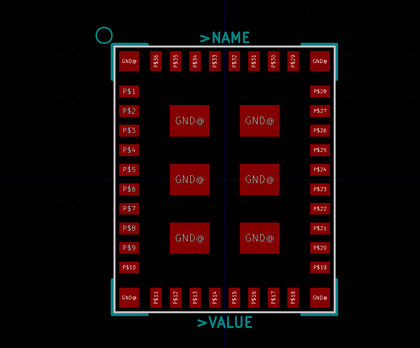 >NAME
GND@ P$36 P$35 P$34 P$33 P$32 P$31 P$30 P$29 GND@
P$1 P$28
P$2 P$27
GND@ GND@
P$3 P$26
P$4 P$25
P$5 P$24
GND@ GND@
P$6 P$23
P$7 P$22
P$8 P$21
GND@ GND@
P$9 P$20
P$10 P$19
GND@ P$11 P$12 P$13 P$14 P$15 P$16 P$17 P$18 GND@
>VALUE